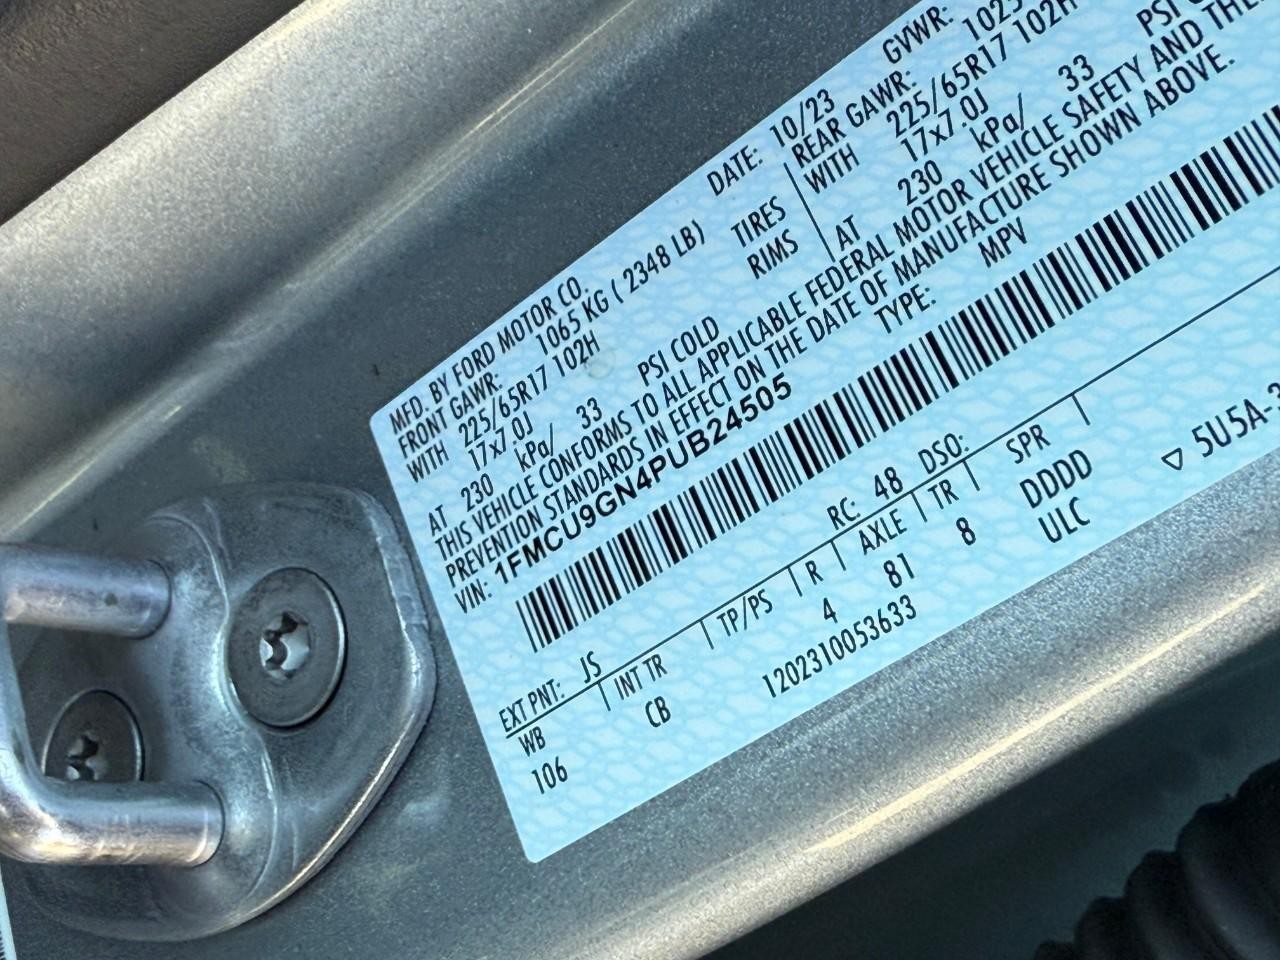 MFD. BY FORD MOTOR CO. DATE: 10/23 GVWR:
FRONT GAWR: 1065 KG ( 2348 LB) REAR GAWR:
WITH 225/65R17 102H TIRES WITH 225/65R17 102H
17x7.0J RIMS 17x7.0J
AT 230 kPa/ 33 PSI COLD AT 230 kPa/ 33 PSI
THIS VEHICLE CONFORMS TO ALL APPLICABLE FEDERAL MOTOR VEHICLE SAFETY AND
PREVENTION STANDARDS IN EFFECT ON THE DATE OF MANUFACTURE SHOWN ABOVE.
VIN: 1FMCU9GN4PUB24505 TYPE: MPV
EXT PNT: JS RC: 48 DSO:
WB INT TR TP/PS R AXLE TR SPR
106 CB 4 81 8 DDDD
1202310053633 ULC
▽ 5U5A-